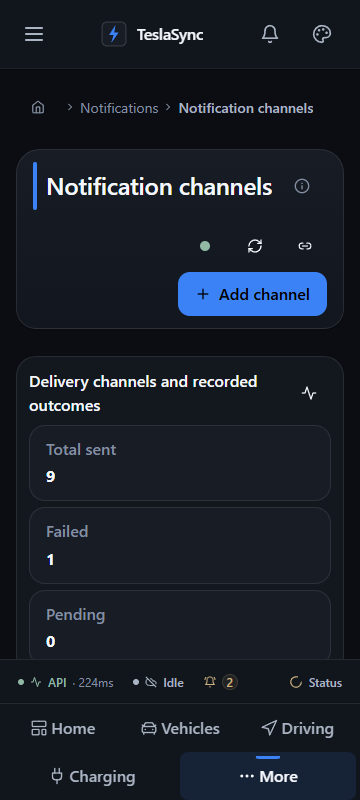 TeslaSync
Notifications > Notification channels
Notification channels
+ Add channel
Delivery channels and recorded
outcomes
Total sent
9
Failed
1
Pending
0
API · 224ms
Idle
2
Status
Home
Vehicles
Driving
Charging
More